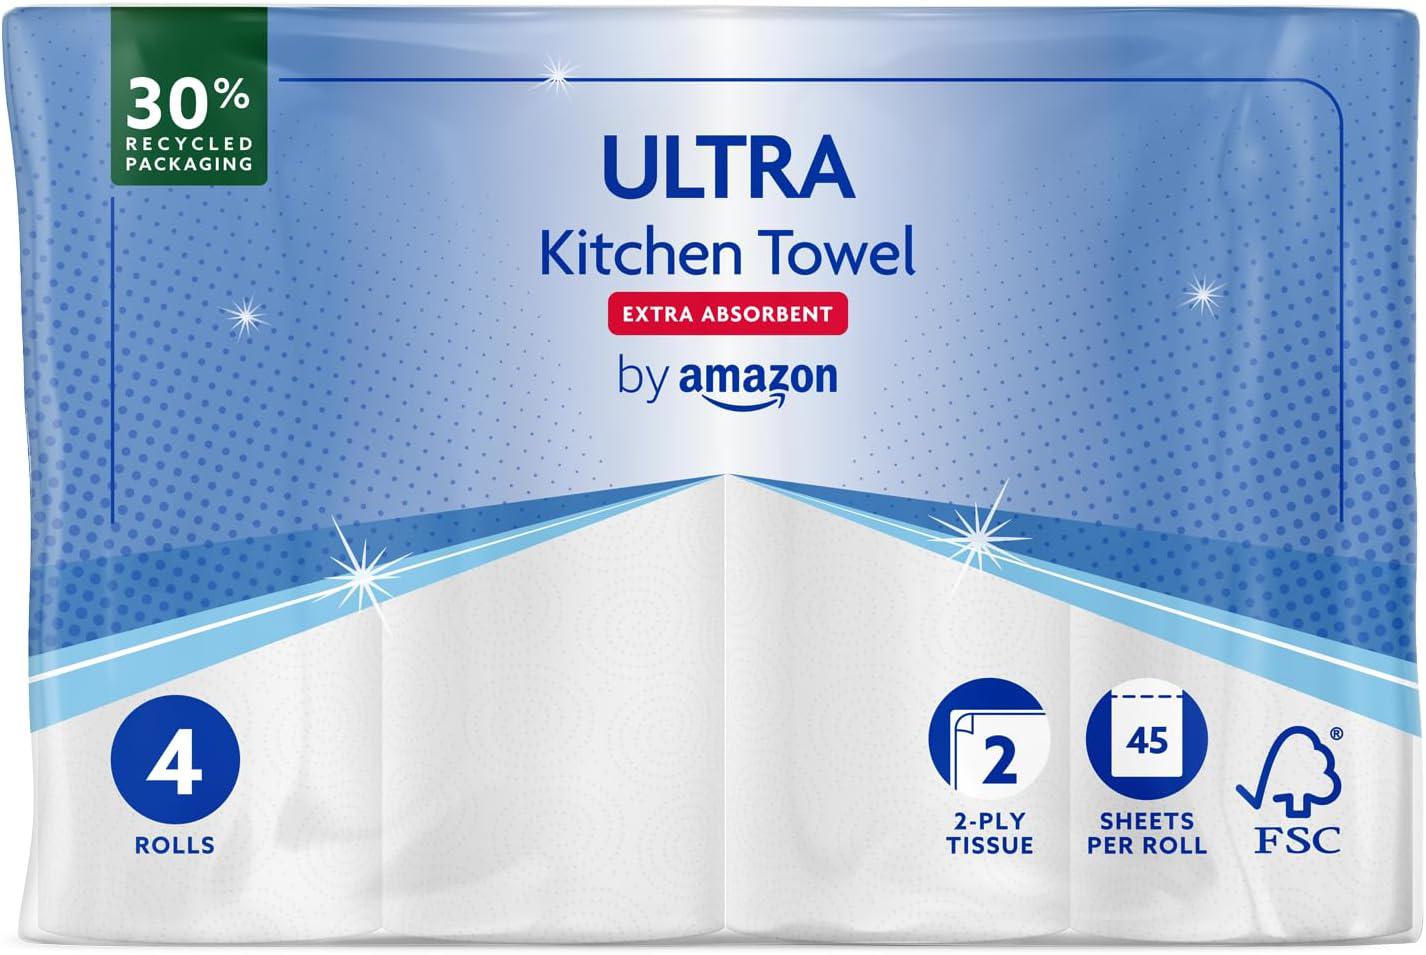 30%
RECYCLED
PACKAGING
ULTRA
Kitchen Towel
EXTRA ABSORBENT
by amazon
4
ROLLS
2
2-PLY
TISSUE
45
SHEETS
PER ROLL
®
FSC